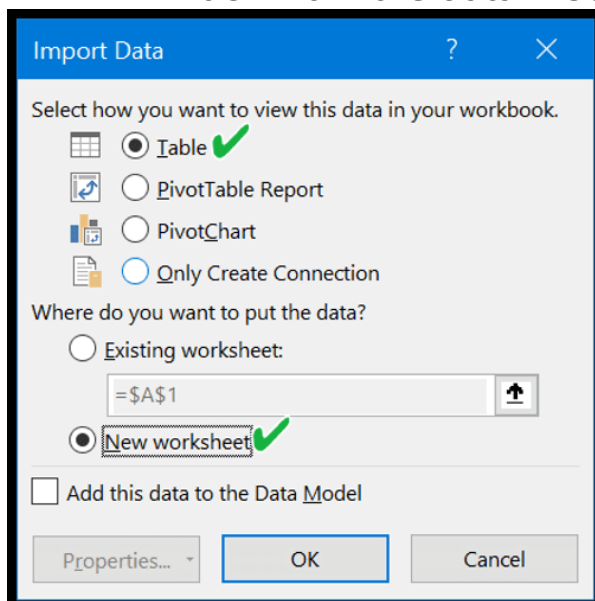 Import Data ?
Select how you want to view this data in your workbook.
Table
PivotTable Report
PivotChart
Only Create Connection
Where do you want to put the data?
Existing worksheet:
=$A$1
New worksheet
Add this data to the Data Model
Properties... OK Cancel